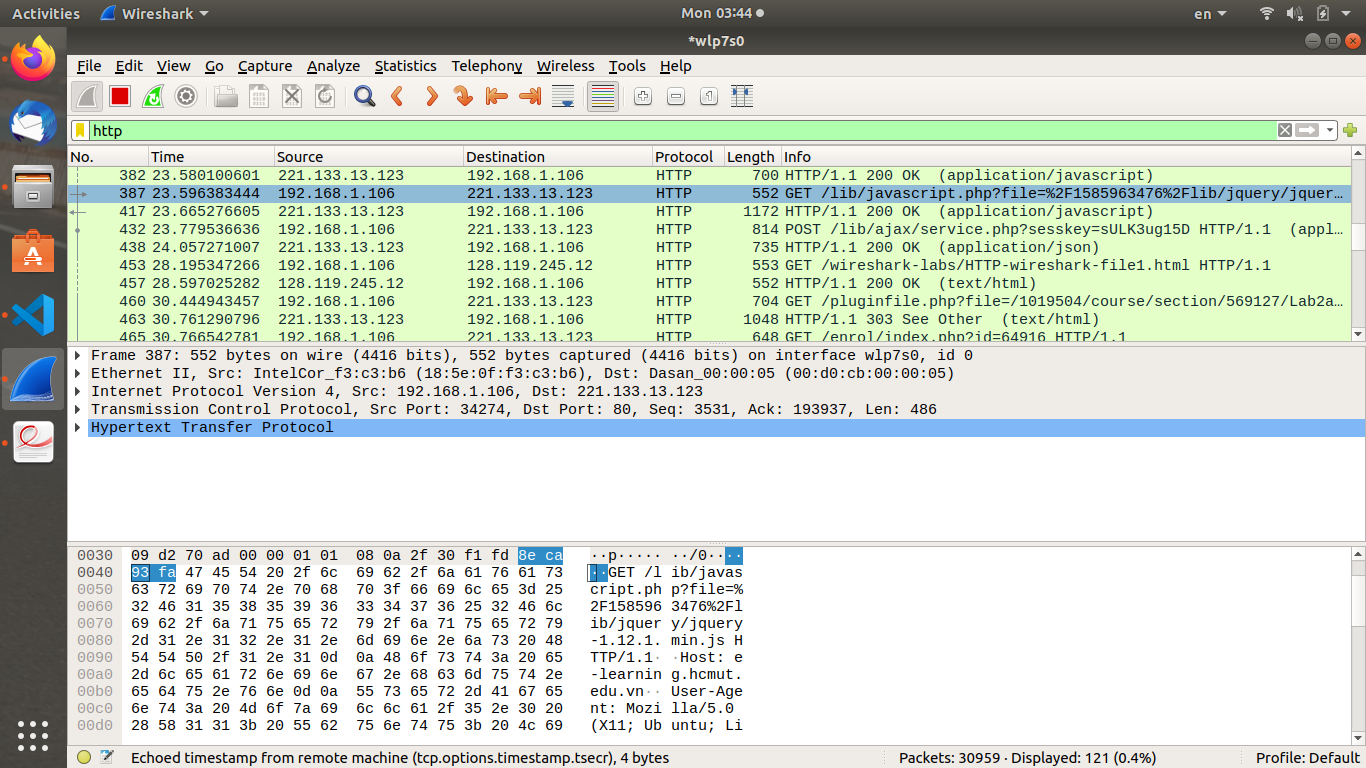 Activities Wireshark Mon 03:44 en
*wlp7s0
File Edit View Go Capture Analyze Statistics Telephony Wireless Tools Help
http
No. Time Source Destination Protocol Length Info
382 23.580100601 221.133.13.123 192.168.1.106 HTTP 700 HTTP/1.1 200 OK (application/javascript)
387 23.596383444 192.168.1.106 221.133.13.123 HTTP 552 GET /lib/javascript.php?file=%2F1585963476%2Flib/jquery/jquer…
417 23.665276605 221.133.13.123 192.168.1.106 HTTP 1172 HTTP/1.1 200 OK (application/javascript)
432 23.779536636 192.168.1.106 221.133.13.123 HTTP 814 POST /lib/ajax/service.php?sesskey=sULK3ug15D HTTP/1.1 (appl…
438 24.057271007 221.133.13.123 192.168.1.106 HTTP 735 HTTP/1.1 200 OK (application/json)
453 28.195347266 192.168.1.106 128.119.245.12 HTTP 553 GET /wireshark-labs/HTTP-wireshark-file1.html HTTP/1.1
457 28.597025282 128.119.245.12 192.168.1.106 HTTP 552 HTTP/1.1 200 OK (text/html)
460 30.444943457 192.168.1.106 221.133.13.123 HTTP 704 GET /pluginfile.php?file=/1019504/course/section/569127/Lab2a…
463 30.761290796 221.133.13.123 192.168.1.106 HTTP 1048 HTTP/1.1 303 See Other (text/html)
465 30.766542781 192.168.1.106 221.133.13.123 HTTP 648 GET /enrol/index.php?id=64916 HTTP/1.1
Frame 387: 552 bytes on wire (4416 bits), 552 bytes captured (4416 bits) on interface wlp7s0, id 0
Ethernet II, Src: IntelCor_f3:c3:b6 (18:5e:0f:f3:c3:b6), Dst: Dasan_00:00:05 (00:d0:cb:00:00:05)
Internet Protocol Version 4, Src: 192.168.1.106, Dst: 221.133.13.123
Transmission Control Protocol, Src Port: 34274, Dst Port: 80, Seq: 3531, Ack: 193937, Len: 486
Hypertext Transfer Protocol
0030 09 d2 70 ad 00 00 01 01 08 0a 2f 30 f1 fd 8e ca ··p····· ··/0····
0040 93 fa 47 45 54 20 2f 6c 69 62 2f 6a 61 76 61 73 ··GET /l ib/javas
0050 63 72 69 70 74 2e 70 68 70 3f 66 69 6c 65 3d 25 cript.ph p?file=%
0060 32 46 31 35 38 35 39 36 33 34 37 36 25 32 46 6c 2F158596 3476%2Fl
0070 69 62 2f 6a 71 75 65 72 79 2f 6a 71 75 65 72 79 ib/jquer y/jquery
0080 2d 31 2e 31 32 2e 31 2e 6d 69 6e 2e 6a 73 20 48 -1.12.1. min.js H
0090 54 54 50 2f 31 2e 31 0d 0a 48 6f 73 74 3a 20 65 TTP/1.1· ·Host: e
00a0 2d 6c 65 61 72 6e 69 6e 67 2e 68 63 6d 75 74 2e -learnin g.hcmut.
00b0 65 64 75 2e 76 6e 0d 0a 55 73 65 72 2d 41 67 65 edu.vn·· User-Age
00c0 6e 74 3a 20 4d 6f 7a 69 6c 6c 61 2f 35 2e 30 20 nt: Mozi lla/5.0
00d0 28 58 31 31 3b 20 55 62 75 6e 74 75 3b 20 4c 69 (X11; Ub untu; Li
Echoed timestamp from remote machine (tcp.options.timestamp.tsecr), 4 bytes Packets: 30959 · Displayed: 121 (0.4%) Profile: Default